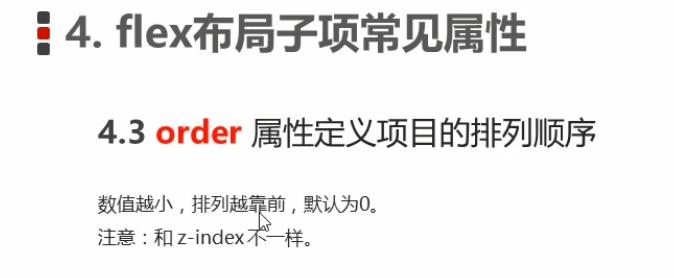 4. flex布局子项常见属性
4.3 order 属性定义项目的排列顺序
数值越小，排列越靠前，默认为0。
注意：和 z-index 不一样。